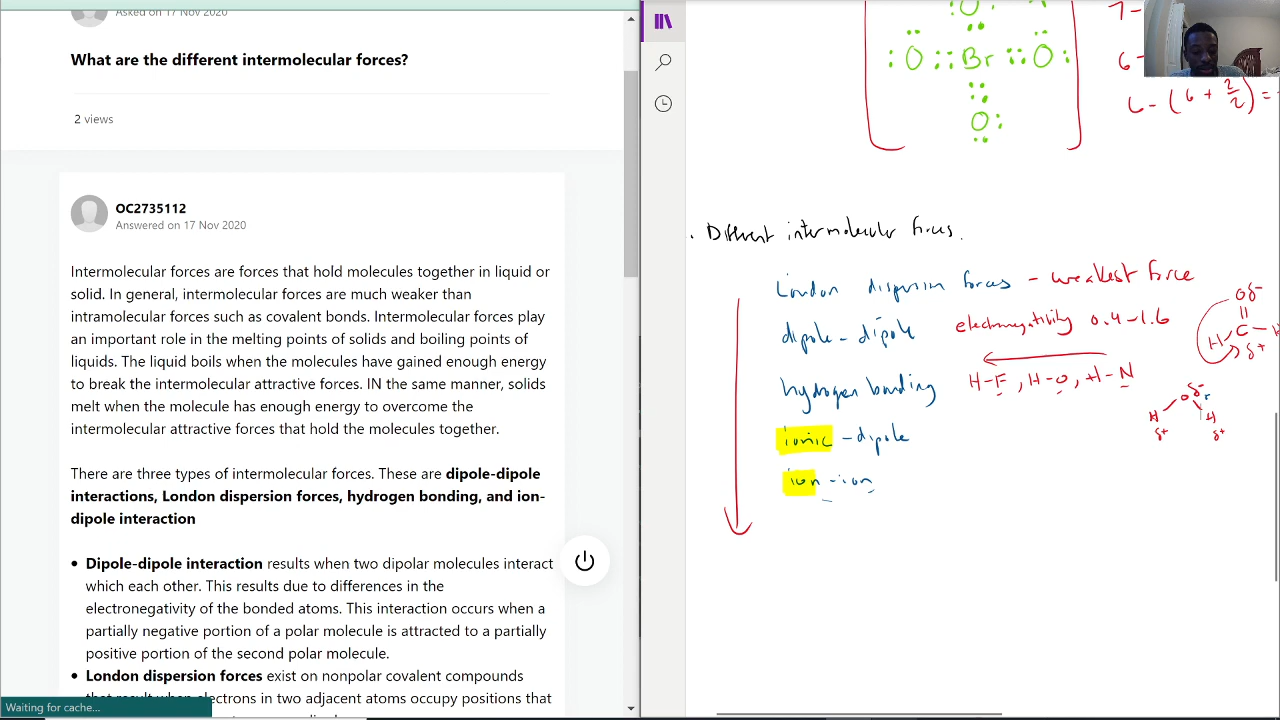 Asked on 17 Nov 2020
What are the different intermolecular forces?
2 views
OC2735112
Answered on 17 Nov 2020
Intermolecular forces are forces that hold molecules together in liquid or
solid. In general, intermolecular forces are much weaker than
intramolecular forces such as covalent bonds. Intermolecular forces play
an important role in the melting points of solids and boiling points of
liquids. The liquid boils when the molecules have gained enough energy
to break the intermolecular attractive forces. IN the same manner, solids
melt when the molecule has enough energy to overcome the
intermolecular attractive forces that hold the molecules together.
There are three types of intermolecular forces. These are dipole-dipole
interactions, London dispersion forces, hydrogen bonding, and ion-
dipole interaction
• Dipole-dipole interaction results when two dipolar molecules interact
which each other. This results due to differences in the
electronegativity of the bonded atoms. This interaction occurs when a
partially negative portion of a polar molecule is attracted to a partially
positive portion of the second polar molecule.
• London dispersion forces exist on nonpolar covalent compounds
that result when electrons in two adjacent atoms occupy positions that
Waiting for cache...
O
:O :: Br :: O:
O:
7-
6-
6 - (6 + 2/2) =
. Different intermolecular forces.
London dispersion forces - weakest force
dipole - dipole electronegativity 0.4 - 1.6
hydrogen bonding H-F, H-O, H-N
ionic - dipole
ion - ion
Oδ-
H C H
δ+
O δ-
H H
δ+ δ+